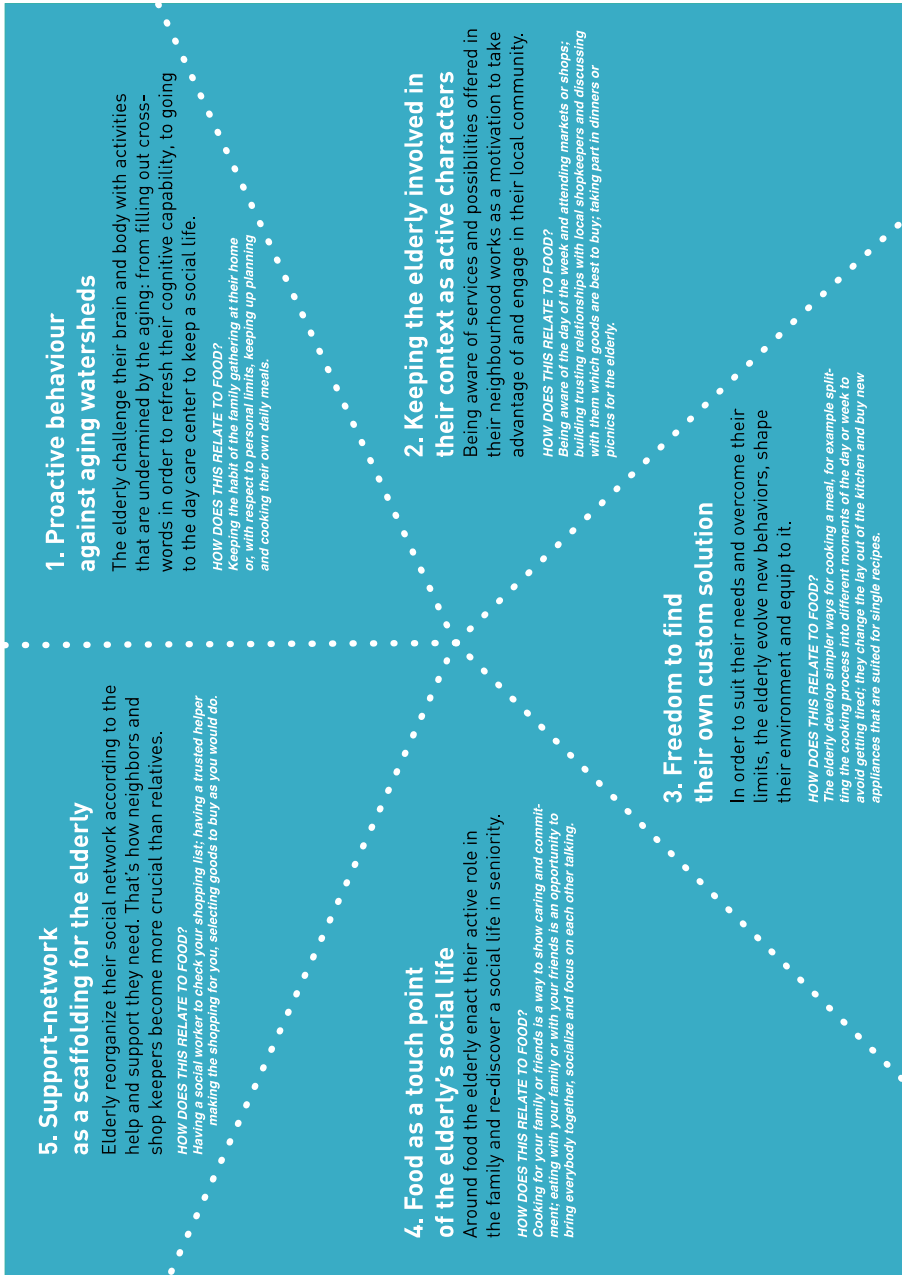 1. Proactive behaviour
against aging watersheds
The elderly challenge their brain and body with activities
that are undermined by the aging: from filling out cross-
words in order to refresh their cognitive capability, to going
to the day care center to keep a social life.
HOW DOES THIS RELATE TO FOOD?
Keeping the habit of the family gathering at their home
or, with respect to personal limits, keeping up planning
and cooking their own daily meals.
2. Keeping the elderly involved in
their context as active characters
Being aware of services and possibilities offered in
their neighbourhood works as a motivation to take
advantage of and engage in their local community.
HOW DOES THIS RELATE TO FOOD?
Being aware of the day of the week and attending markets or shops;
building trusting relationships with local shopkeepers and discussing
with them which goods are best to buy; taking part in dinners or
picnics for the elderly.
3. Freedom to find
their own custom solution
In order to suit their needs and overcome their
limits, the elderly evolve new behaviors, shape
their environment and equip to it.
HOW DOES THIS RELATE TO FOOD?
The elderly develop simpler ways for cooking a meal, for example split-
ting the cooking process into different moments of the day or week to
avoid getting tired; they change the lay out of the kitchen and buy new
appliances that are suited for single recipes.
4. Food as a touch point
of the elderly's social life
Around food the elderly enact their active role in
the family and re-discover a social life in seniority.
HOW DOES THIS RELATE TO FOOD?
Cooking for your family or friends is a way to show caring and commit-
ment; eating with your family or with your friends is an opportunity to
bring everybody together, socialize and focus on each other talking.
5. Support-network
as a scaffolding for the elderly
Elderly reorganize their social network according to the
help and support they need. That's how neighbors and
shop keepers become more crucial than relatives.
HOW DOES THIS RELATE TO FOOD?
Having a social worker to check your shopping list; having a trusted helper
making the shopping for you, selecting goods to buy as you would do.